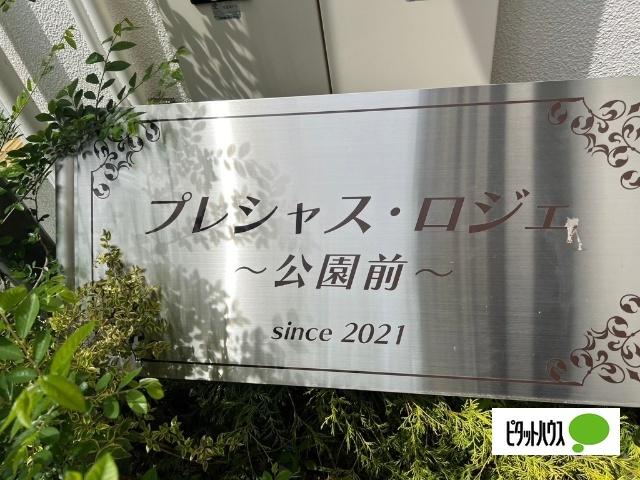 プレシャス・ロジェ
～公園前～
since 2021
ピタットハウス